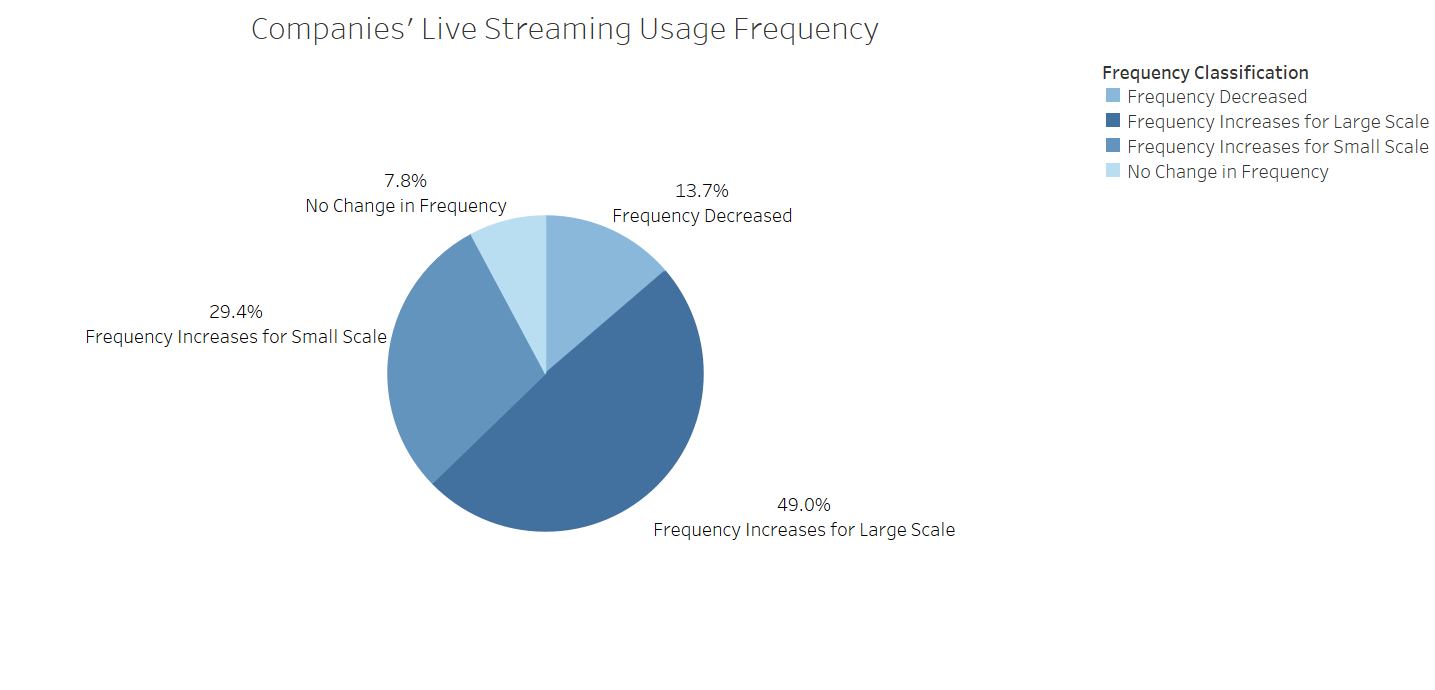 Companies’ Live Streaming Usage Frequency
Frequency Classification
Frequency Decreased
Frequency Increases for Large Scale
Frequency Increases for Small Scale
No Change in Frequency
7.8%
No Change in Frequency
13.7%
Frequency Decreased
29.4%
Frequency Increases for Small Scale
49.0%
Frequency Increases for Large Scale